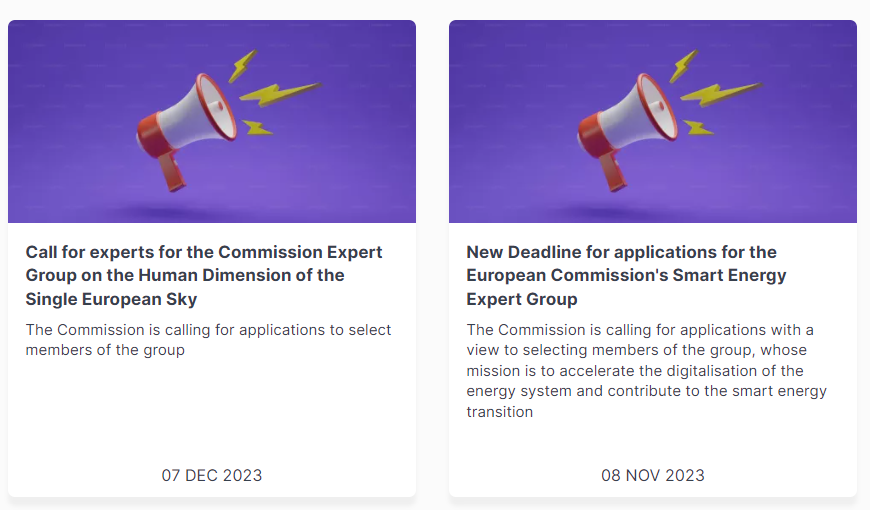 Call for experts for the Commission Expert
Group on the Human Dimension of the
Single European Sky
The Commission is calling for applications to select
members of the group
07 DEC 2023
New Deadline for applications for the
European Commission's Smart Energy
Expert Group
The Commission is calling for applications with a
view to selecting members of the group, whose
mission is to accelerate the digitalisation of the
energy system and contribute to the smart energy
transition
08 NOV 2023